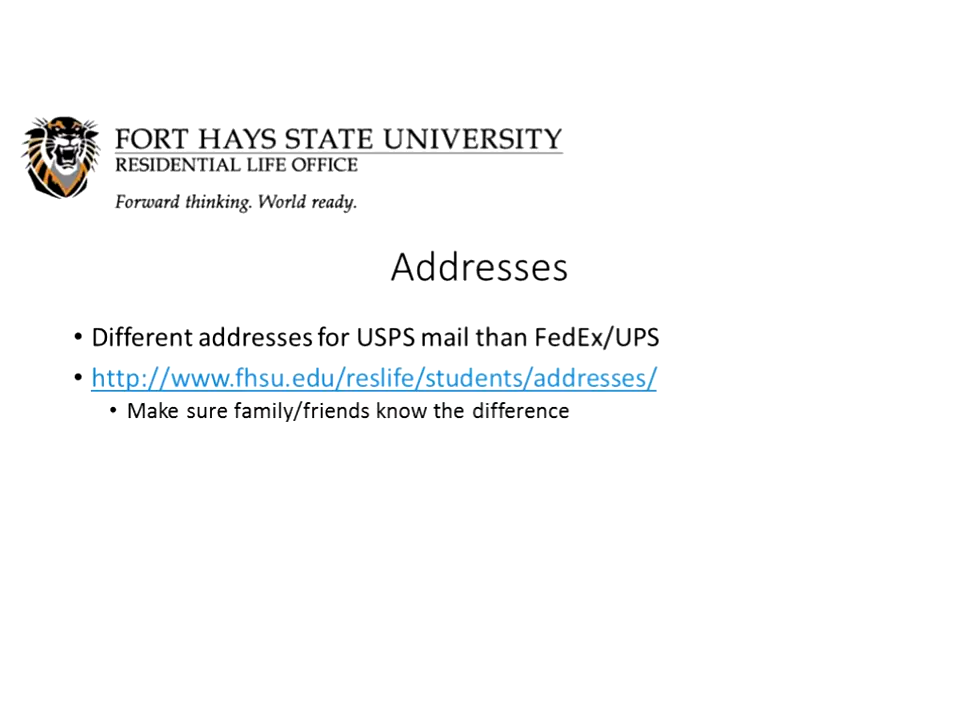 FORT HAYS STATE UNIVERSITY
RESIDENTIAL LIFE OFFICE
Forward thinking. World ready.
Addresses
• Different addresses for USPS mail than FedEx/UPS
• http://www.fhsu.edu/reslife/students/addresses/
• Make sure family/friends know the difference